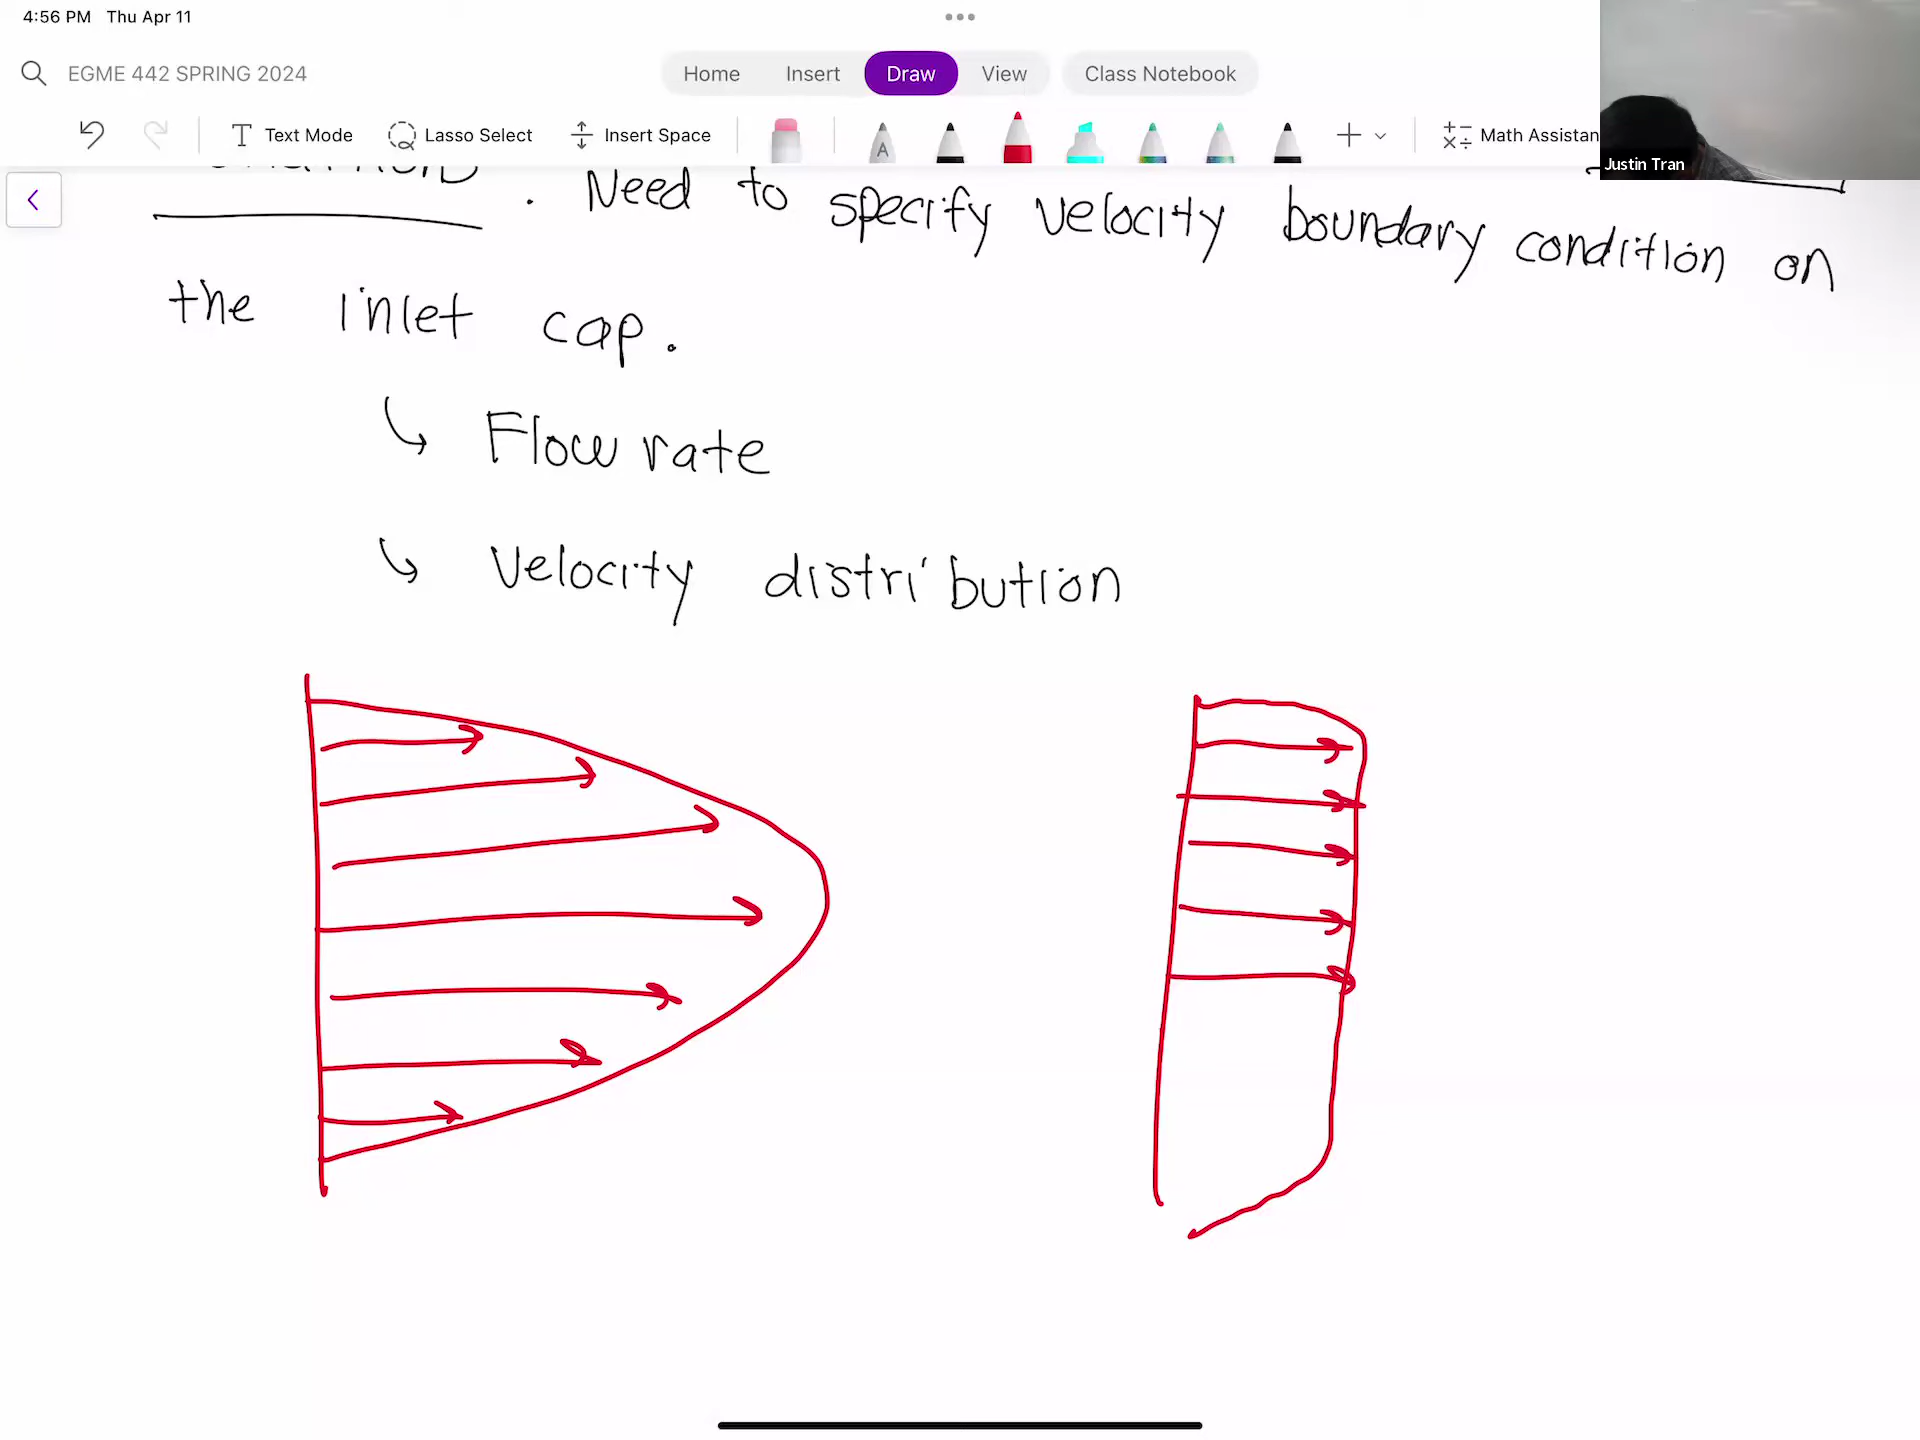 4:56 PM Thu Apr 11
EGME 442 SPRING 2024
Home Insert Draw View Class Notebook
Text Mode Lasso Select Insert Space A Math Assistan
Justin Tran
. Need to specify velocity boundary condition on
the inlet cap.
Flow rate
Velocity distribution